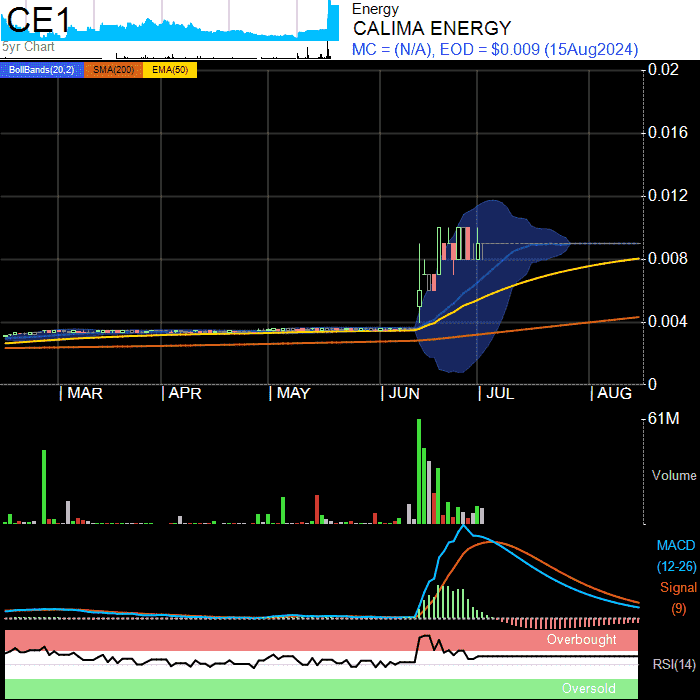 CE1
5yr Chart
Energy
CALIMA ENERGY
MC = (N/A), EOD = $0.009 (15Aug2024)
BollBands(20,2) SMA(200) EMA(50)
0.02
0.016
0.012
0.008
0.004
0
MAR APR MAY JUN JUL AUG
61M
Volume
MACD
(12-26)
Signal
(9)
Overbought
RSI(14)
Oversold